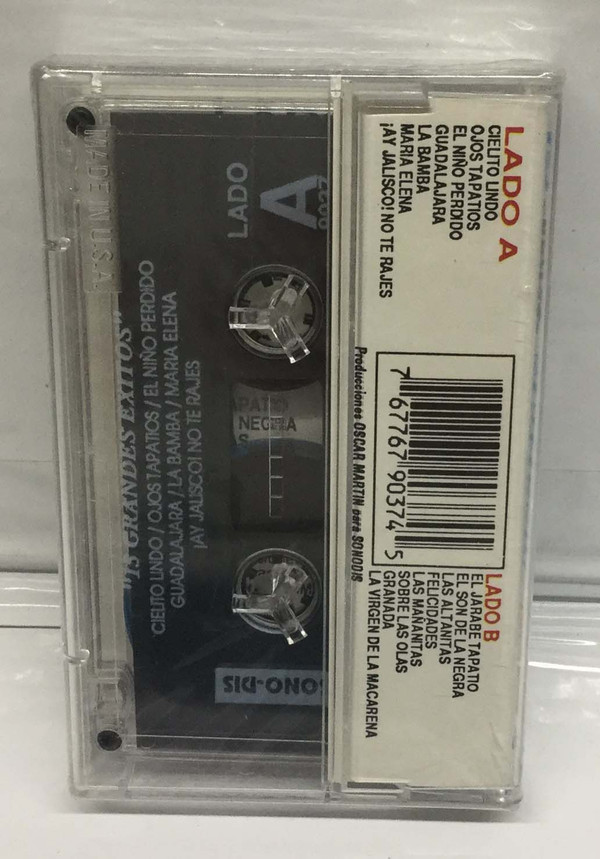 LADO A
CIELITO LINDO
OJOS TAPATIOS
EL NIÑO PERDIDO
GUADALAJARA
LA BAMBA
MARIA ELENA
¡AY JALISCO! NO TE RAJES
7 67767 90374 5
Producciones OSCAR MARTIN para SONODIS
LADO B
EL JARABE TAPATIO
EL SON DE LA NEGRA
LAS ALTANITAS
FELICIDADES
LAS MAÑANITAS
SOBRE LAS OLAS
GRANADA
LA VIRGEN DE LA MACARENA
MADE IN U.S.A.
LADO
A
"15 GRANDES EXITOS"
CIELITO LINDO / OJOS TAPATIOS / EL NIÑO PERDIDO
GUADALAJARA / LA BAMBA / MARIA ELENA
¡AY JALISCO! NO TE RAJES
SONO-DIS